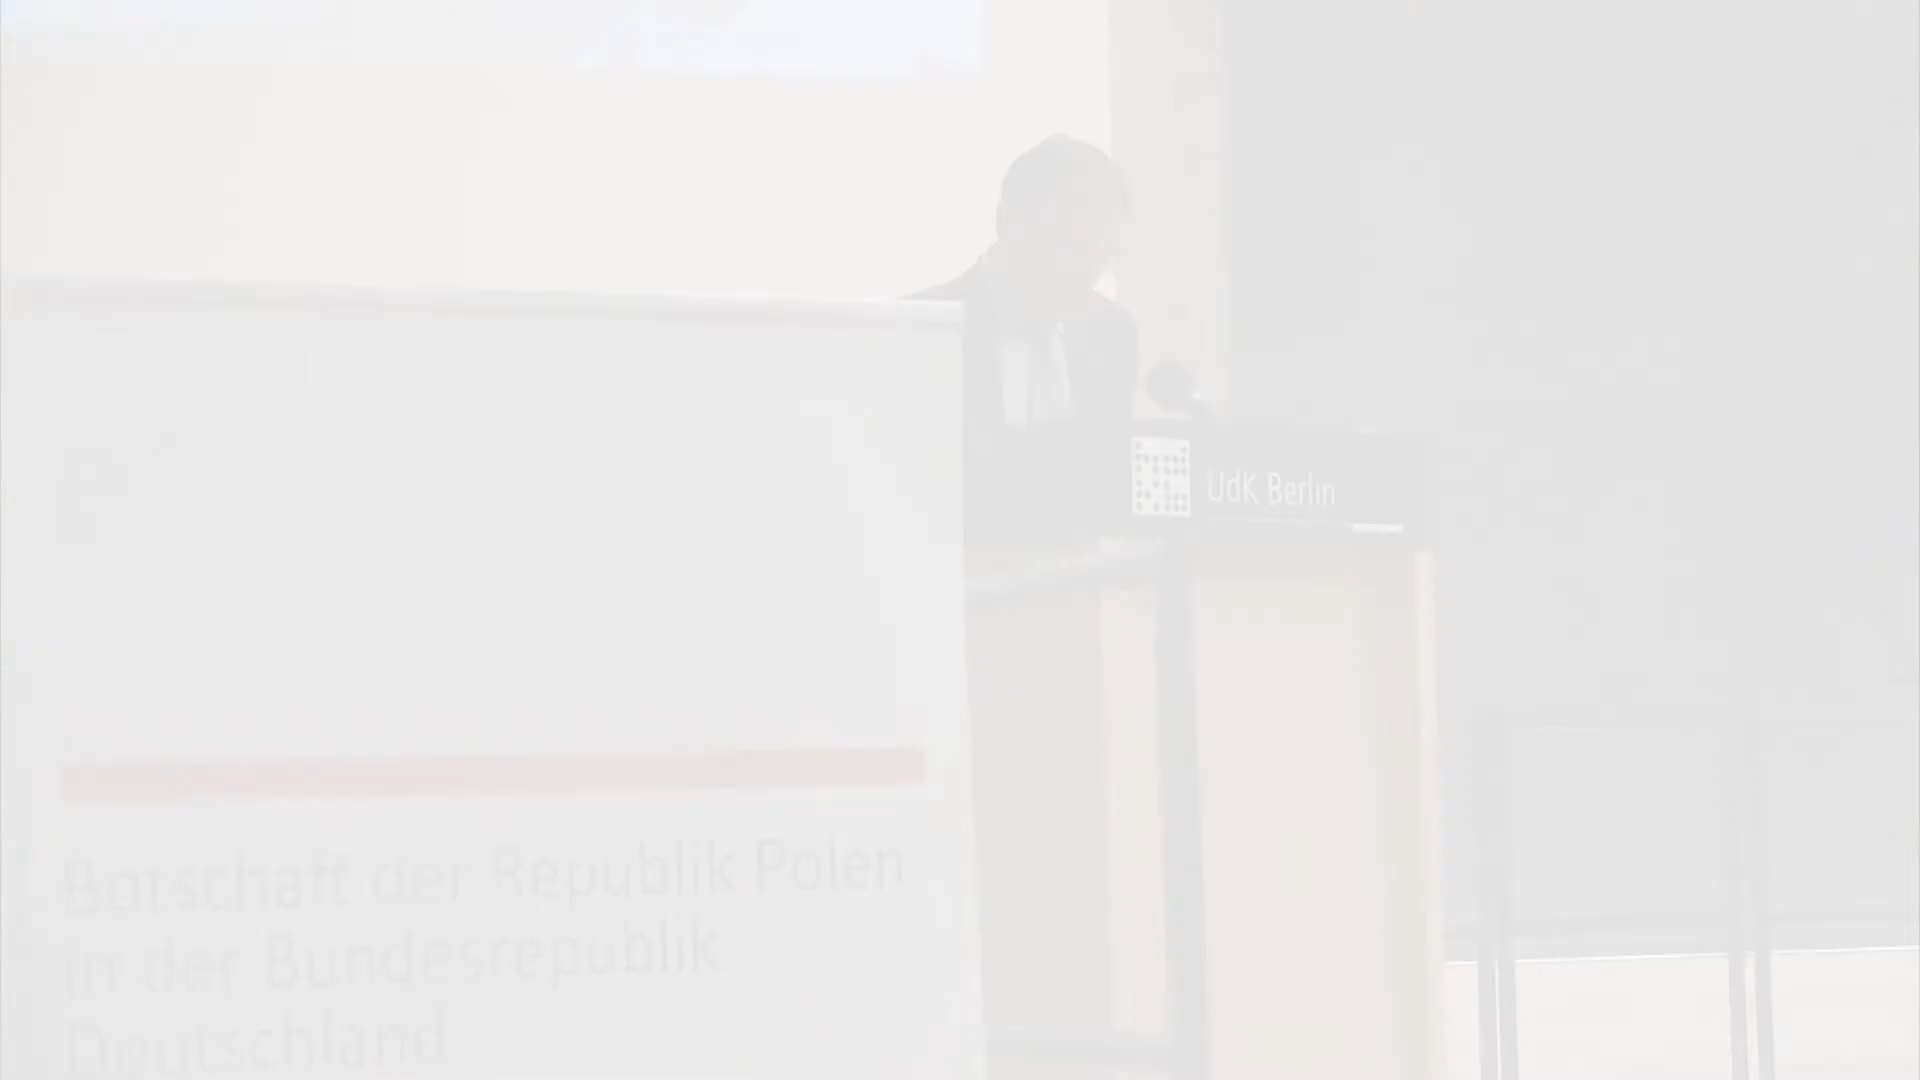 UdK Berlin
Botschaft der Republik Polen
in der Bundesrepublik
Deutschland